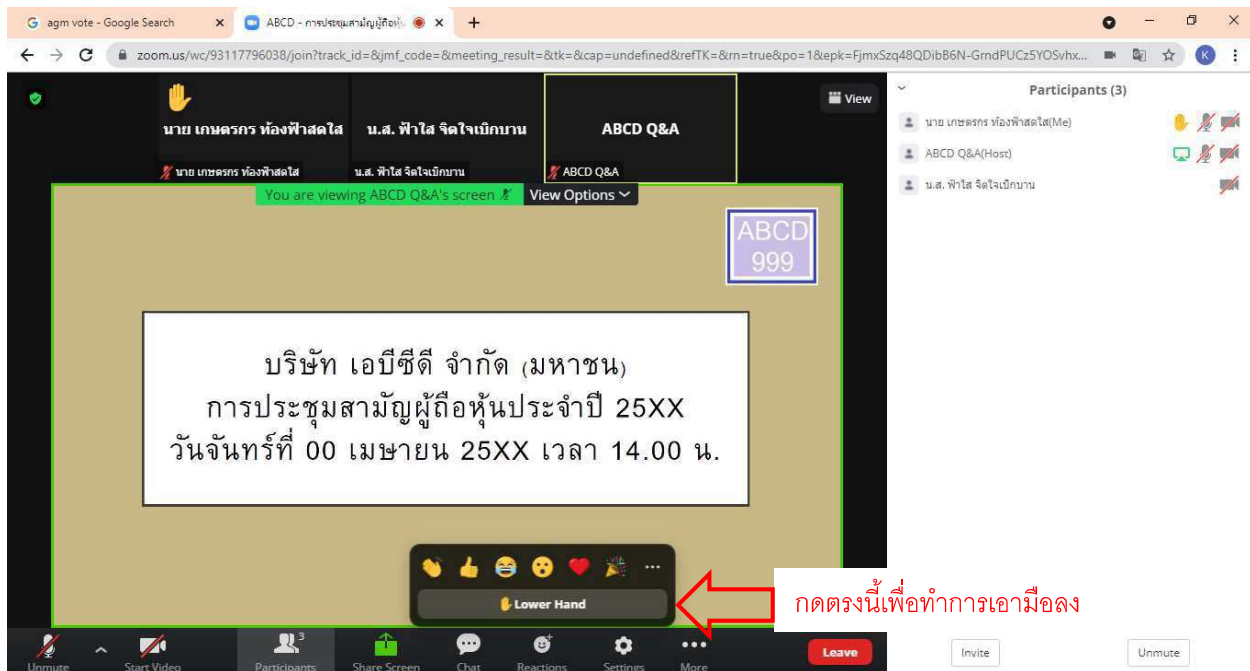 agm vote - Google Search
ABCD - การประชุมสามัญผู้ถือหุ้น
zoom.us/wc/93117796038/join?track_id=&jmf_code=&meeting_result=&tk=&cap=undefined&refTK=&rn=true&po=1&epk=FjmxSzq48QDibB6N-GrndPUCz5YOSvhx...
K
View
นาย เกษตรกร ท้องฟ้าสดใส
น.ส. ฟ้าใส จิตใจเบิกบาน
ABCD Q&A
นาย เกษตรกร ท้องฟ้าสดใส
น.ส. ฟ้าใส จิตใจเบิกบาน
ABCD Q&A
You are viewing ABCD Q&A's screen
View Options
ABCD
999
บริษัท เอบีซีดี จำกัด (มหาชน)
การประชุมสามัญผู้ถือหุ้นประจำปี 25XX
วันจันทร์ที่ 00 เมษายน 25XX เวลา 14.00 น.
Lower Hand
กดตรงนี้เพื่อทำการเอามือลง
Unmute
Start Video
Participants
3
Share Screen
Chat
Reactions
Settings
More
Leave
Participants (3)
นาย เกษตรกร ท้องฟ้าสดใส(Me)
ABCD Q&A(Host)
น.ส. ฟ้าใส จิตใจเบิกบาน
Invite
Unmute